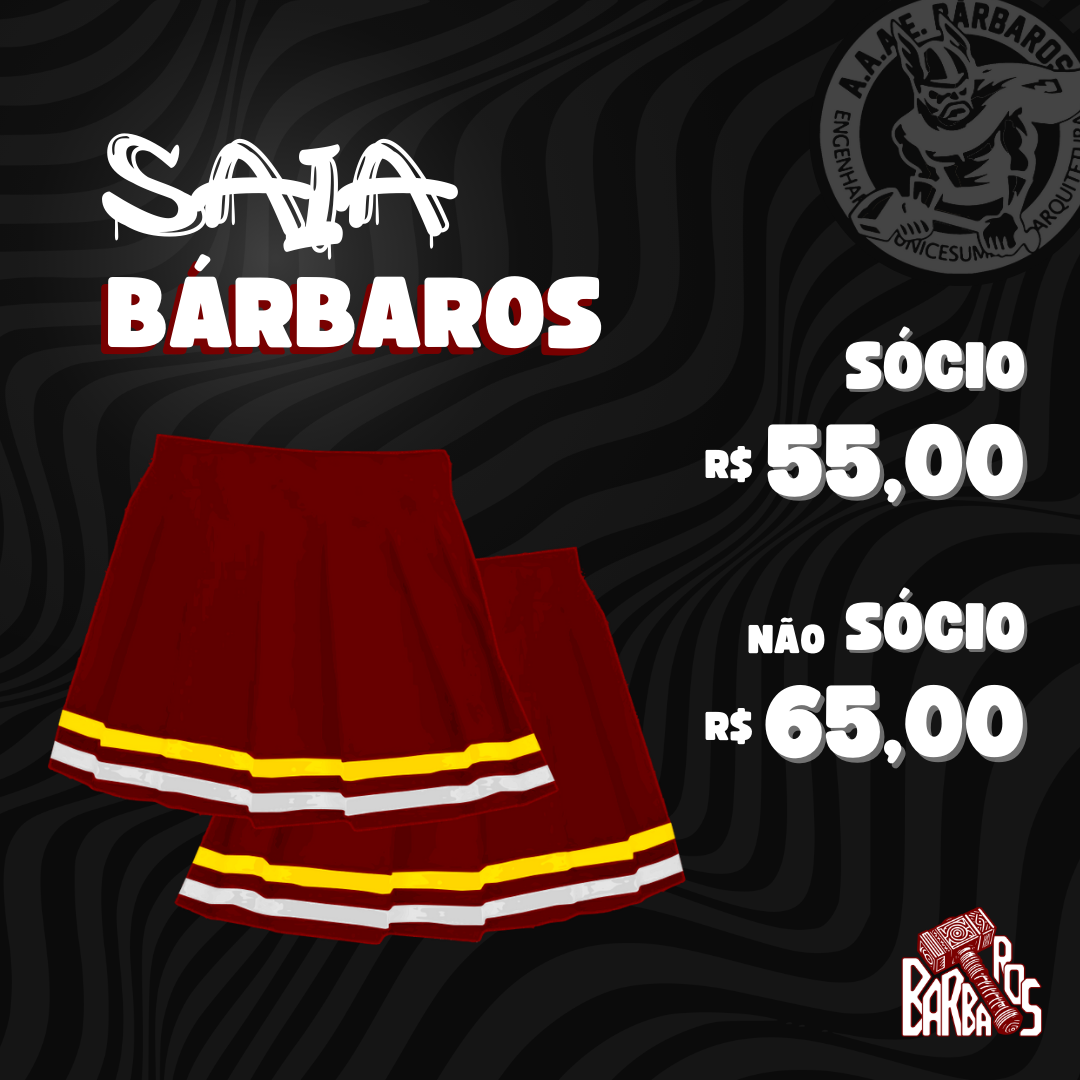 A.A.A.E. BÁRBAROS
ENGENHARIA
ARQUITETURA
UNICESUMAR
SAIA
BÁRBAROS
SÓCIO
R$ 55,00
NÃO SÓCIO
R$ 65,00
BARBAROS